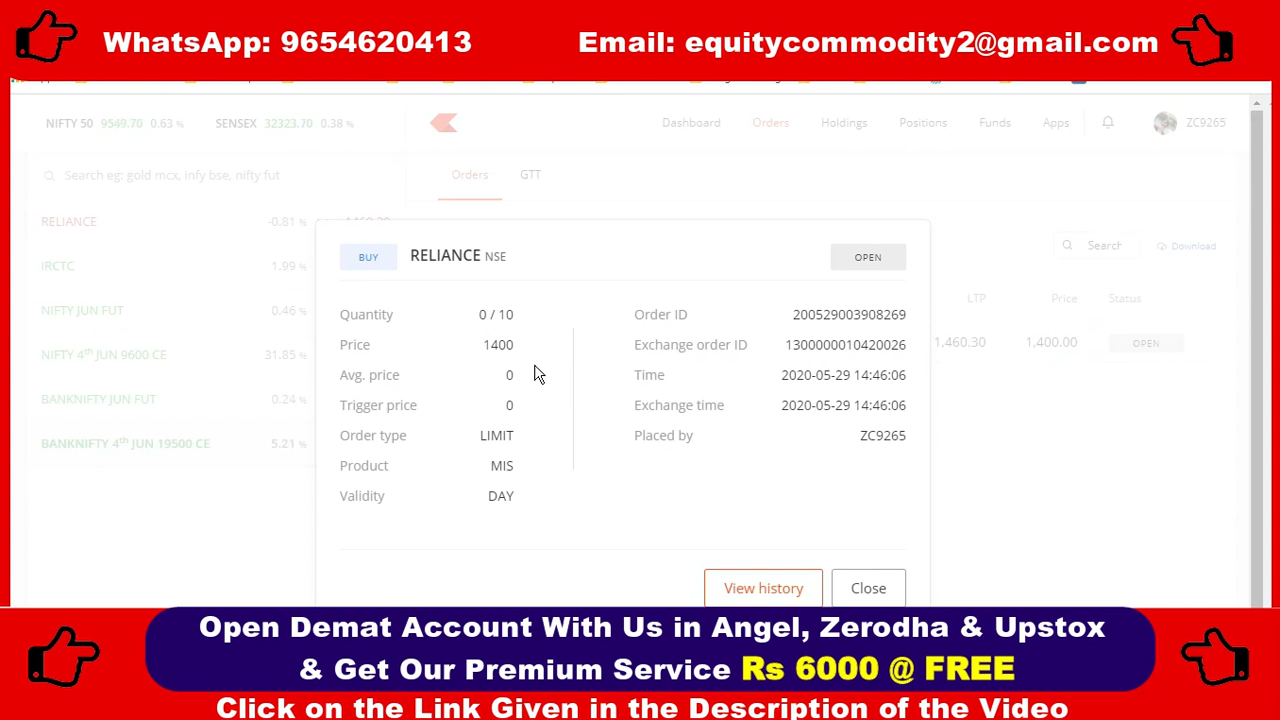 WhatsApp: 9654620413
Email: equitycommodity2@gmail.com
NIFTY 50 9549.70 0.63 %
SENSEX 32323.70 0.38 %
Dashboard
Orders
Holdings
Positions
Funds
Apps
ZC9265
Search eg: gold mcx, infy bse, nifty fut
Orders
GTT
RELIANCE -0.81 %
IRCTC 1.99 %
NIFTY JUN FUT 0.46 %
NIFTY 4th JUN 9600 CE 31.85 %
BANKNIFTY JUN FUT 0.24 %
BANKNIFTY 4th JUN 19500 CE 5.21 %
Search
Download
LTP
Price
Status
1,460.30
1,400.00
OPEN
BUY
RELIANCE NSE
OPEN
Quantity 0 / 10
Price 1400
Avg. price 0
Trigger price 0
Order type LIMIT
Product MIS
Validity DAY
Order ID 200529003908269
Exchange order ID 1300000010420026
Time 2020-05-29 14:46:06
Exchange time 2020-05-29 14:46:06
Placed by ZC9265
View history
Close
Open Demat Account With Us in Angel, Zerodha & Upstox
& Get Our Premium Service Rs 6000 @ FREE
Click on the Link Given in the Description of the Video